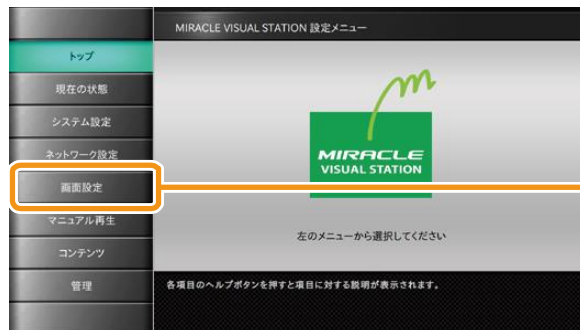 MIRACLE VISUAL STATION 設定メニュー
トップ
現在の状態
システム設定
ネットワーク設定
画面設定
マニュアル再生
コンテンツ
管理
m
MIRACLE
VISUAL STATION
左のメニューから選択してください
各項目のヘルプボタンを押すと項目に対する説明が表示されます。